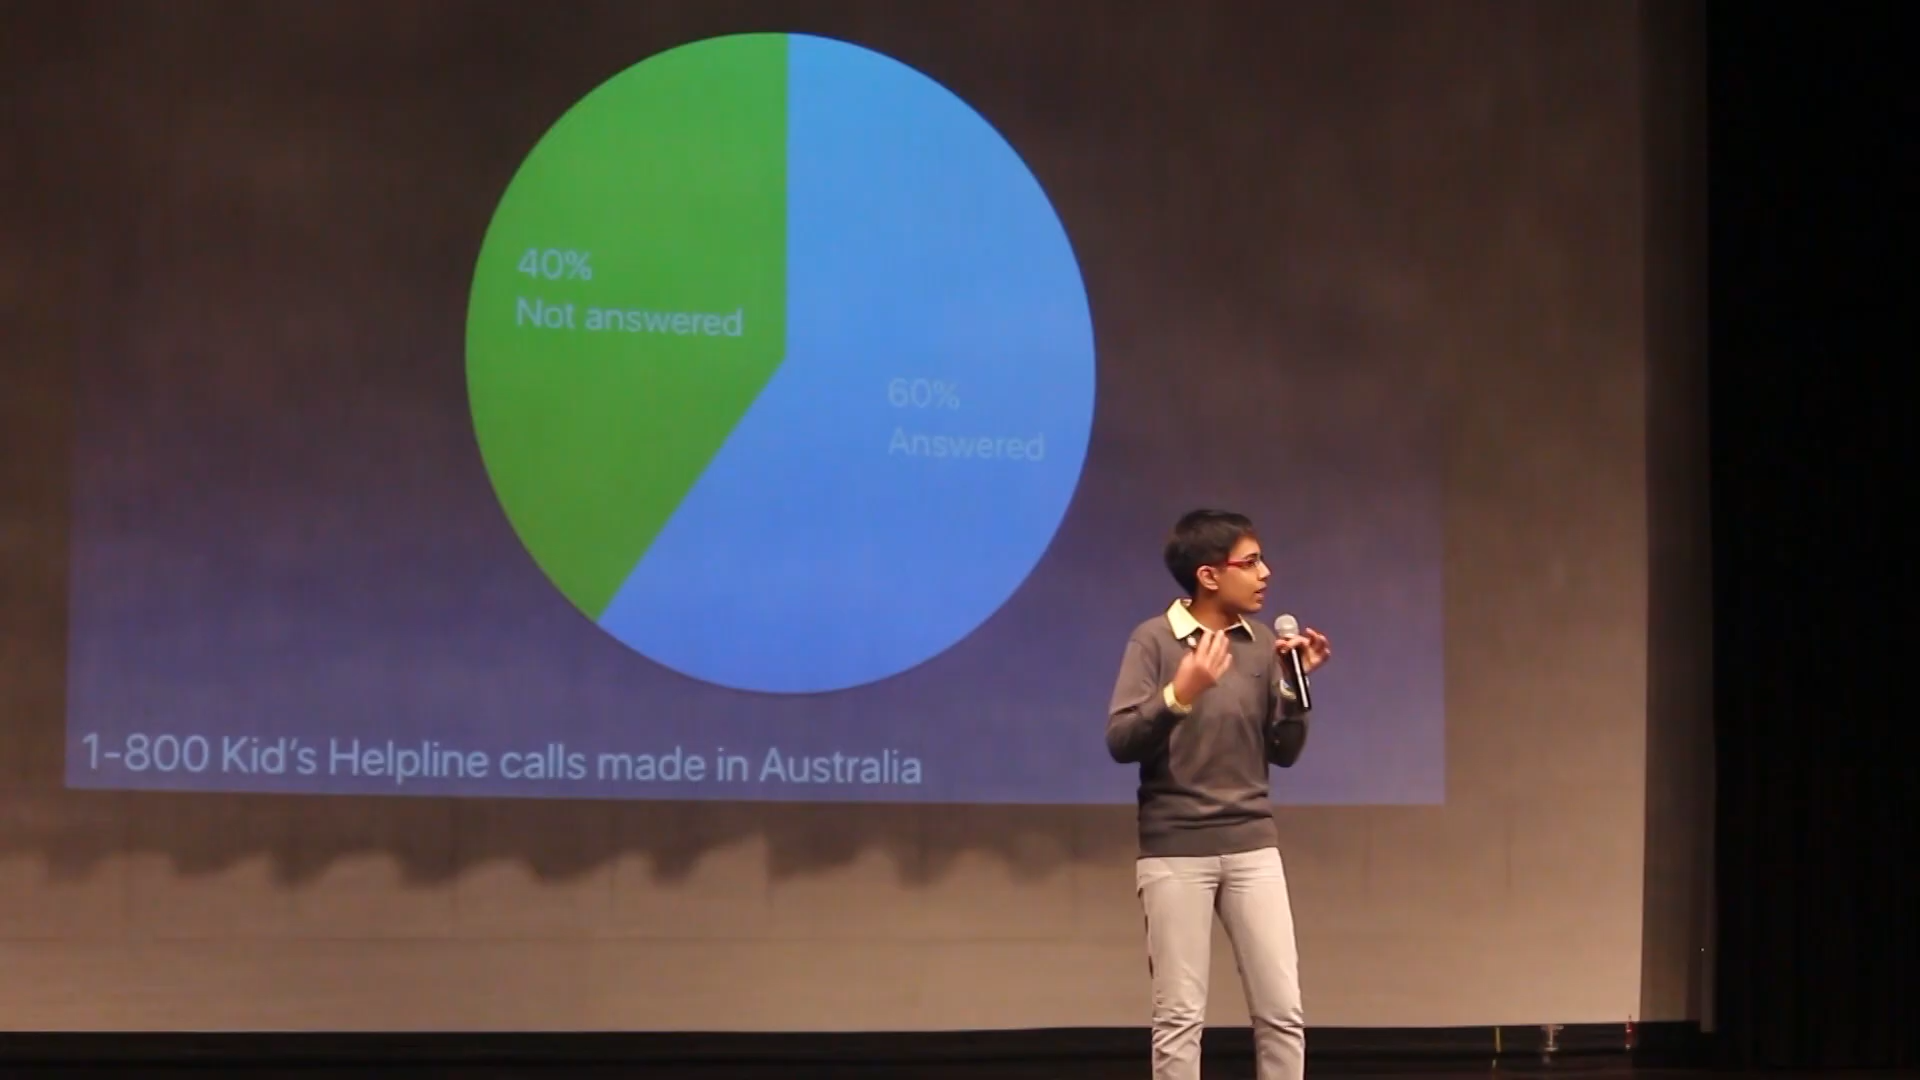 40%
Not answered
60%
Answered
1-800 Kid's Helpline calls made in Australia